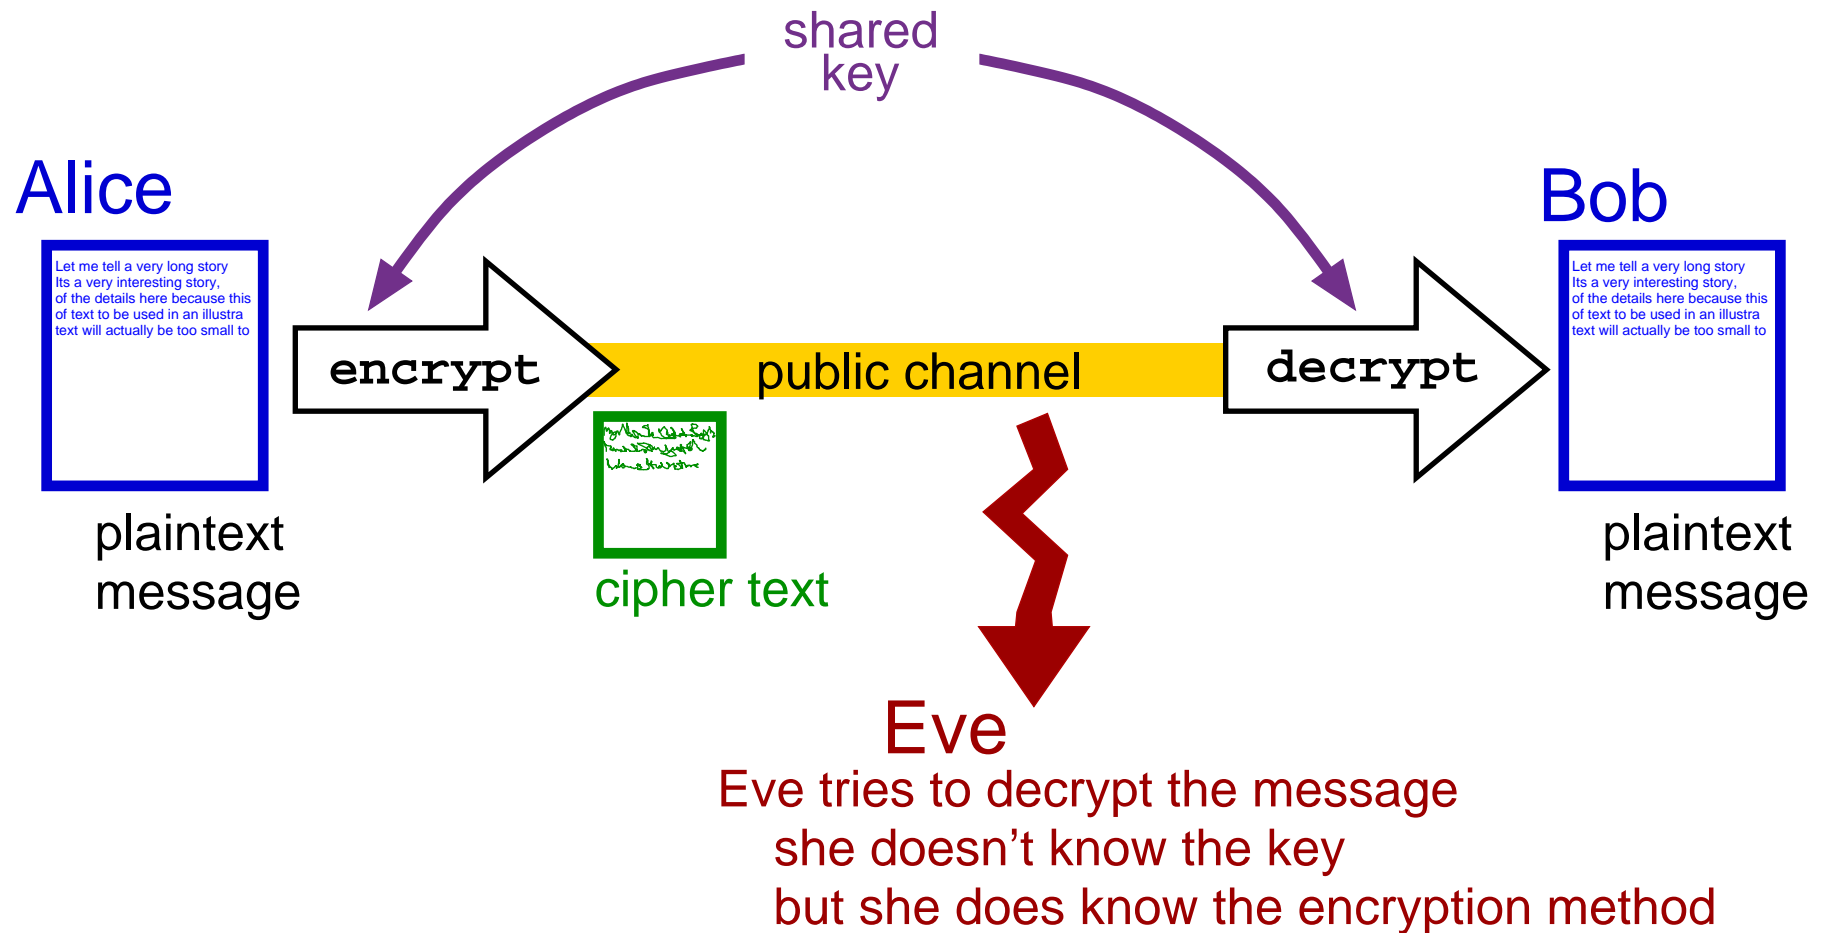 shared
key
Alice
Bob
Let me tell a very long story
Its a very interesting story,
of the details here because this
of text to be used in an illustra
text will actually be too small to
Let me tell a very long story
Its a very interesting story,
of the details here because this
of text to be used in an illustra
text will actually be too small to
encrypt
public channel
decrypt
plaintext
message
cipher text
plaintext
message
Eve
Eve tries to decrypt the message
she doesn't know the key
but she does know the encryption method